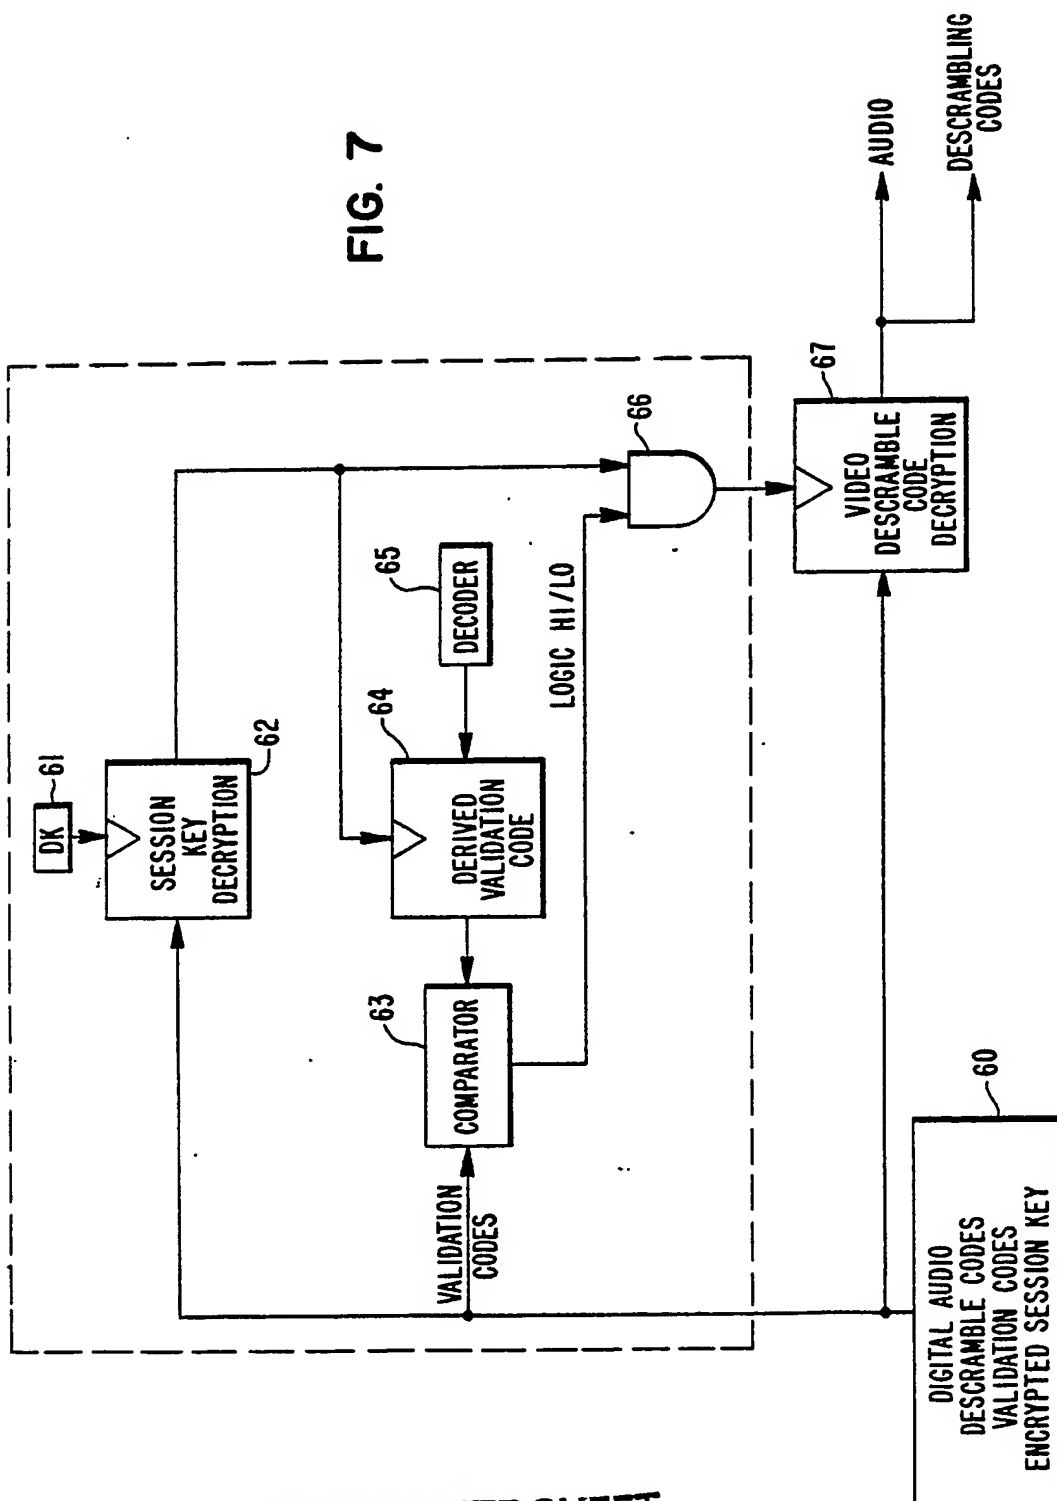 FIG. 7
DK
61
SESSION
KEY
DECRYPTION
62
VALIDATION
CODES
COMPARATOR
63
DERIVED
VALIDATION
CODE
64
DECODER
65
LOGIC HI/LO
66
VIDEO
DESCRAMBLE
CODE
DECRYPTION
67
AUDIO
DESCRAMBLING
CODES
DIGITAL AUDIO
DESCRAMBLE CODES
VALIDATION CODES
ENCRYPTED SESSION KEY
60